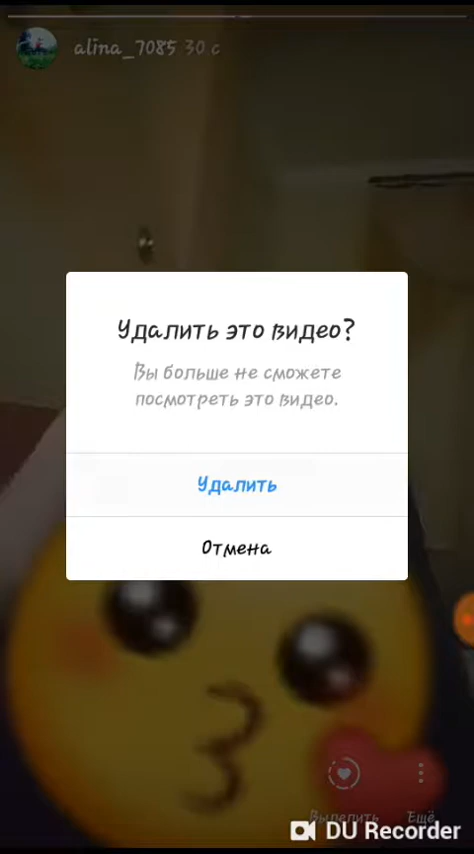 alina_7085 30 с
Удалить это видео?
Вы больше не сможете
посмотреть это видео.
Удалить
Отмена
Выделить Ещё
DU Recorder